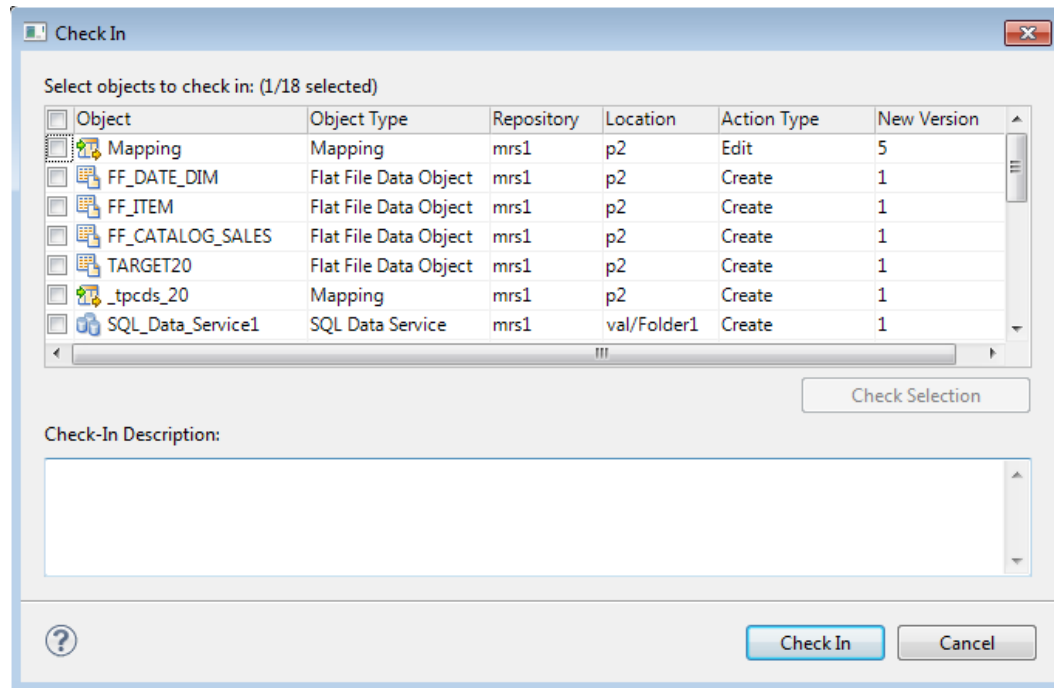 Check In
Select objects to check in: (1/18 selected)
Object Object Type Repository Location Action Type New Version
Mapping Mapping mrs1 p2 Edit 5
FF_DATE_DIM Flat File Data Object mrs1 p2 Create 1
FF_ITEM Flat File Data Object mrs1 p2 Create 1
FF_CATALOG_SALES Flat File Data Object mrs1 p2 Create 1
TARGET20 Flat File Data Object mrs1 p2 Create 1
_tpcds_20 Mapping mrs1 p2 Create 1
SQL_Data_Service1 SQL Data Service mrs1 val/Folder1 Create 1
Check Selection
Check-In Description:
? Check In Cancel